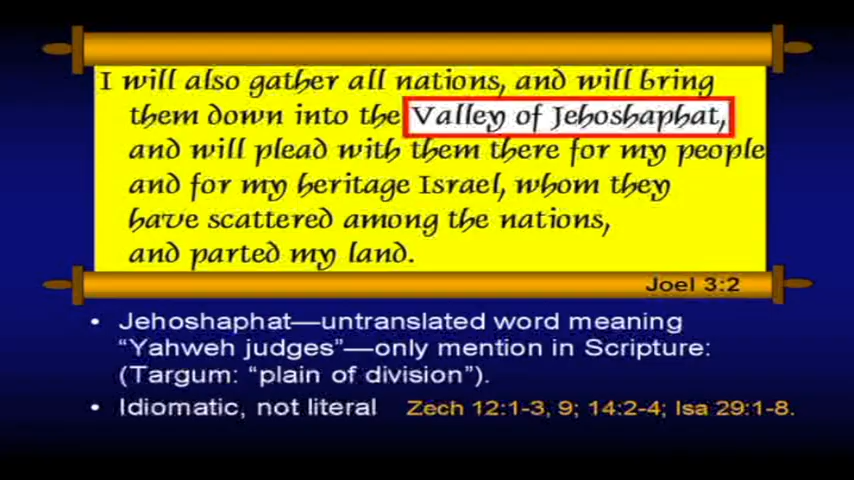 I will also gather all nations, and will bring
them down into the Valley of Jehoshaphat,
and will plead with them there for my people
and for my heritage Israel, whom they
have scattered among the nations,
and parted my land.
Joel 3:2
• Jehoshaphat—untranslated word meaning
“Yahweh judges”—only mention in Scripture:
(Targum: “plain of division”).
• Idiomatic, not literal Zech 12:1-3, 9; 14:2-4; Isa 29:1-8.